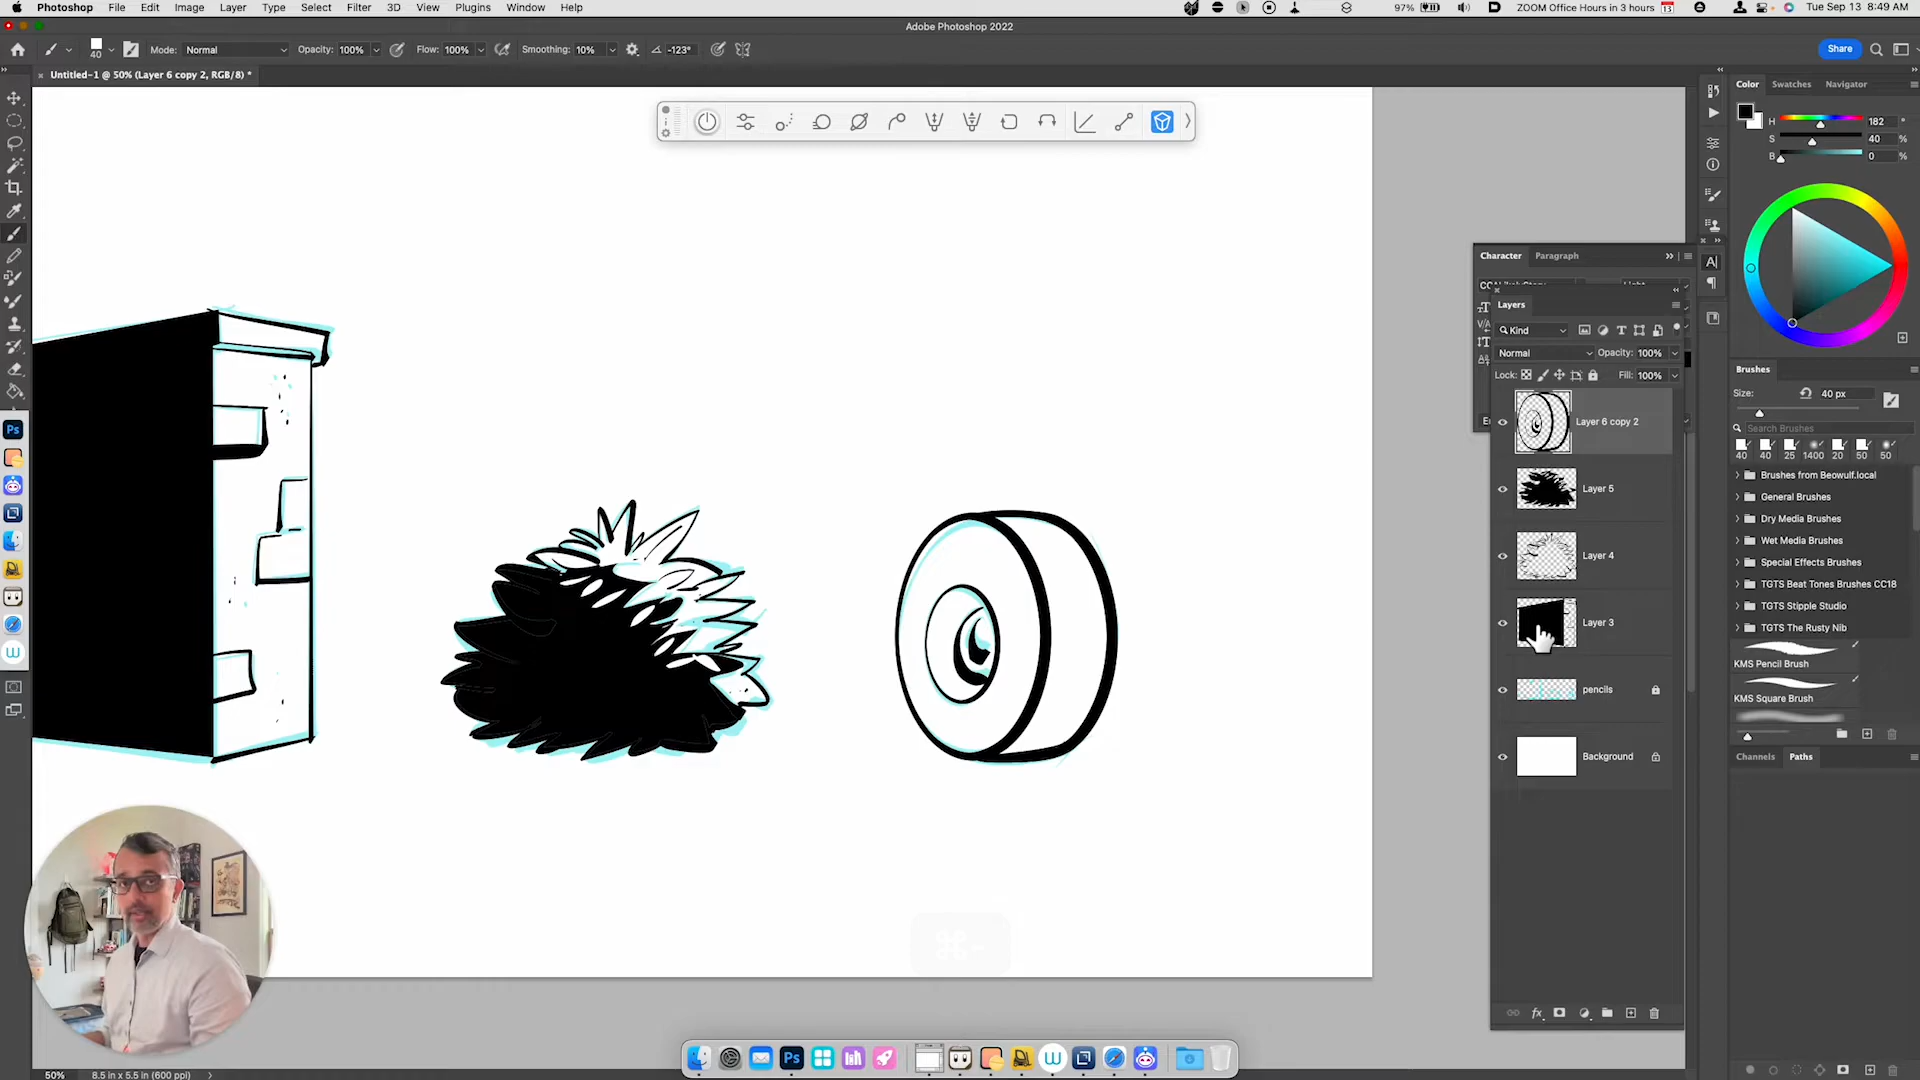 Photoshop File Edit Image Layer Type Select Filter 3D View Plugins Window Help 97% ZOOM Office Hours in 3 hours 13 Tue Sep 13 8:49 AM
Adobe Photoshop 2022
40 Mode: Normal Opacity: 100% Flow: 100% Smoothing: 10% -123° Share
Untitled-1 @ 50% (Layer 6 copy 2, RGB/8) *
Color Swatches Navigator
H 182 °
S 40 %
B 0 %
Character Paragraph
Light
Layers
Kind
Normal Opacity: 100%
Lock: Fill: 100%
Layer 6 copy 2
Layer 5
Layer 4
Layer 3
pencils
Background
Brushes
Size: 40 px
Search Brushes
40 40 25 1400 20 50 50
Brushes from Beowulf.local
General Brushes
Dry Media Brushes
Wet Media Brushes
Special Effects Brushes
TGTS Beat Tones Brushes CC18
TGTS Stipple Studio
TGTS The Rusty Nib
KMS Pencil Brush
KMS Square Brush
Channels Paths
Ps
⌘-
Ps
50% 8.5 in x 5.5 in (600 ppi)